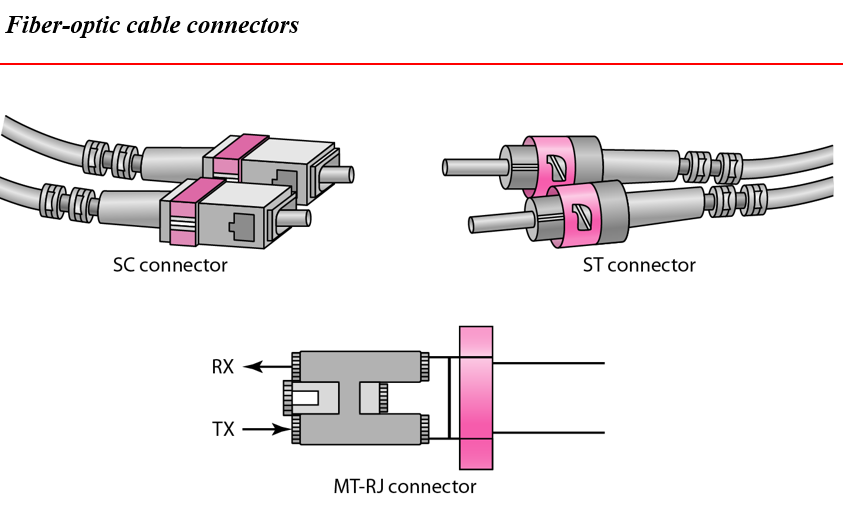 Fiber-optic cable connectors
SC connector
ST connector
RX
TX
MT-RJ connector